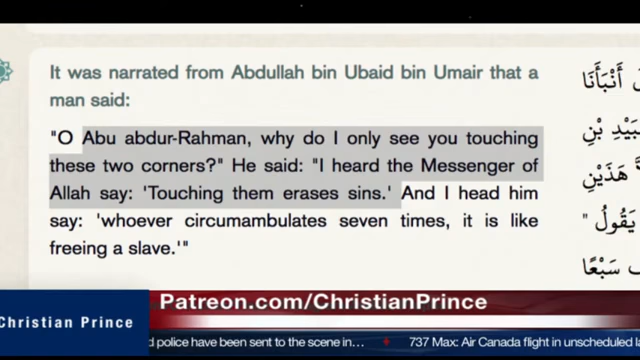 It was narrated from Abdullah bin Ubaid bin Umair that a
man said:
"O Abu abdur-Rahman, why do I only see you touching
these two corners?" He said: "I heard the Messenger of
Allah say: 'Touching them erases sins.' And I head him
say: 'whoever circumambulates seven times, it is like
freeing a slave.'"
أَنْبَأَنَا
هَذَيْنِ
يَقُولُ "
سَبْعًا
Patreon.com/ChristianPrince
Christian Prince
police have been sent to the scene in... 737 Max: Air Canada flight in unscheduled